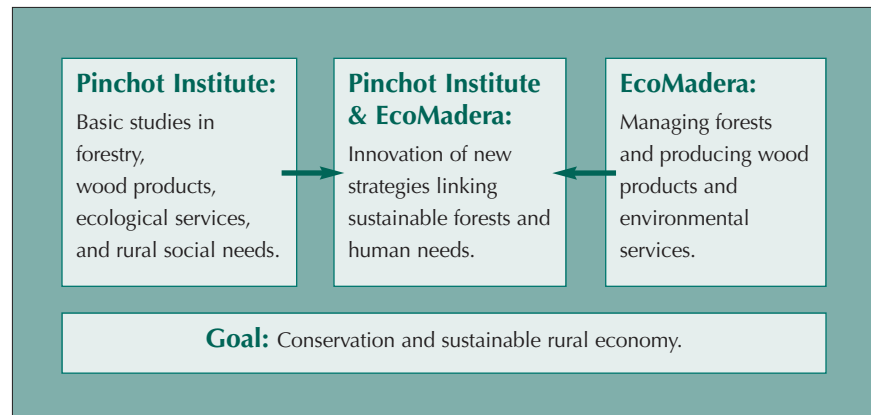 Pinchot Institute:
Basic studies in
forestry,
wood products,
ecological services,
and rural social needs.
Pinchot Institute
& EcoMadera:
Innovation of new
strategies linking
sustainable forests and
human needs.
EcoMadera:
Managing forests
and producing wood
products and
environmental
services.
Goal: Conservation and sustainable rural economy.